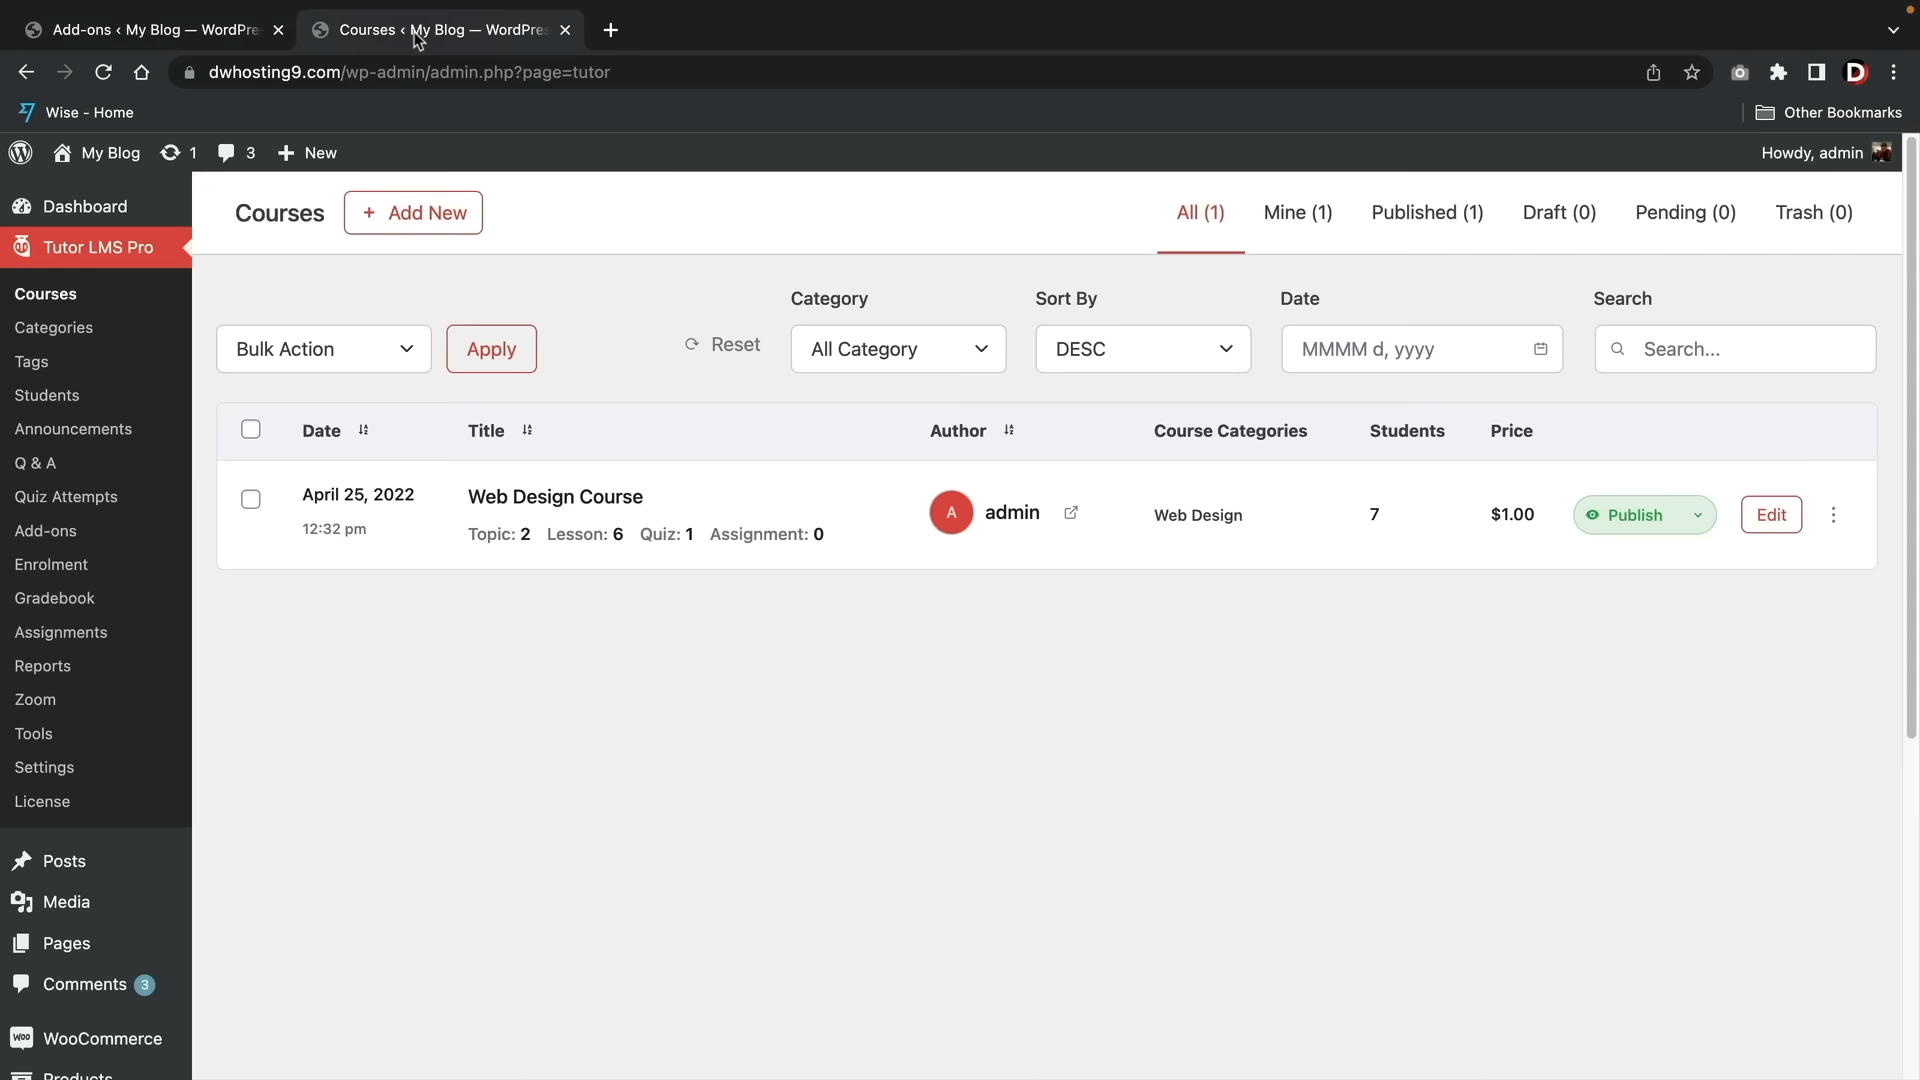 Add-ons ‹ My Blog — WordPre
Courses ‹ My Blog — WordPres
dwhosting9.com/wp-admin/admin.php?page=tutor
Wise - Home
Other Bookmarks
My Blog
1
3
New
Howdy, admin
Dashboard
Tutor LMS Pro
Courses
Categories
Tags
Students
Announcements
Q & A
Quiz Attempts
Add-ons
Enrolment
Gradebook
Assignments
Reports
Zoom
Tools
Settings
License
Posts
Media
Pages
Comments 3
WooCommerce
Products
Courses
+ Add New
All (1)
Mine (1)
Published (1)
Draft (0)
Pending (0)
Trash (0)
Category
Sort By
Date
Search
Bulk Action
Apply
Reset
All Category
DESC
MMMM d, yyyy
Search...
Date
Title
Author
Course Categories
Students
Price
April 25, 2022
12:32 pm
Web Design Course
Topic: 2 Lesson: 6 Quiz: 1 Assignment: 0
A
admin
Web Design
7
$1.00
Publish
Edit